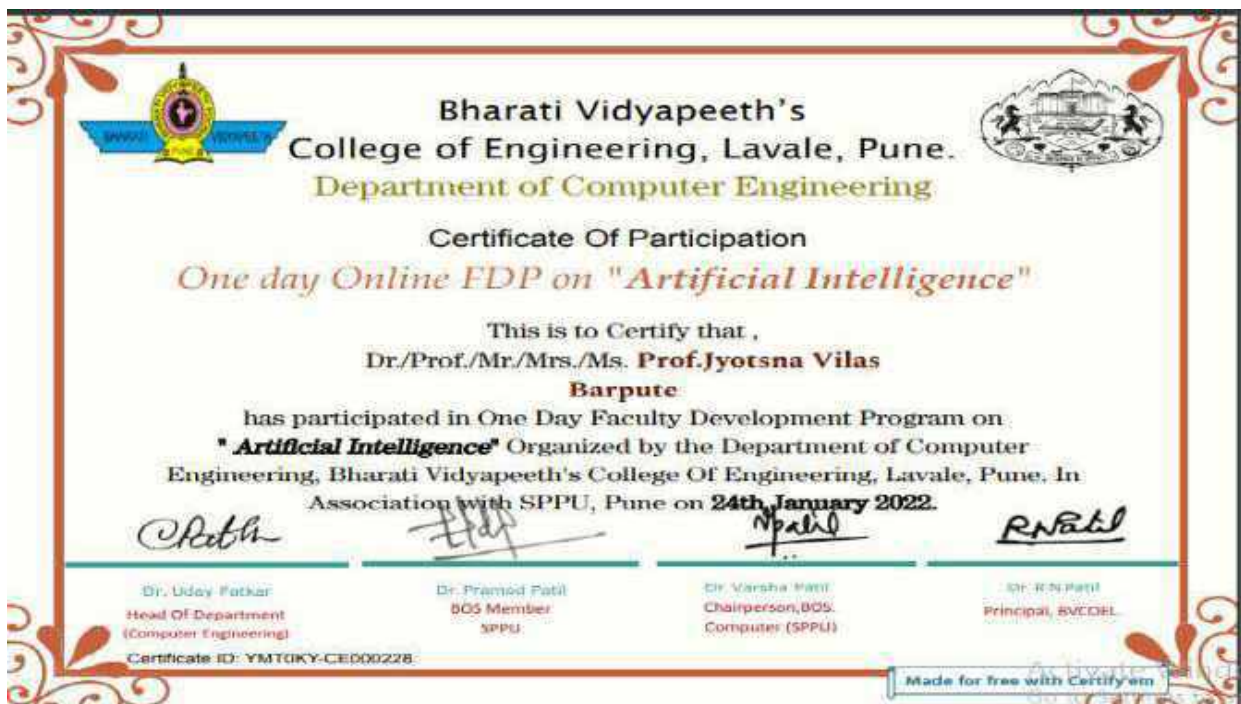 BHARATI VIDYAPEETH
PUNE
Bharati Vidyapeeth's
College of Engineering, Lavale, Pune.
Department of Computer Engineering
Certificate Of Participation
One day Online FDP on "Artificial Intelligence"
This is to Certify that ,
Dr./Prof./Mr./Mrs./Ms. Prof.Jyotsna Vilas
Barpute
has participated in One Day Faculty Development Program on
" Artificial Intelligence" Organized by the Department of Computer
Engineering, Bharati Vidyapeeth's College Of Engineering, Lavale, Pune, In
Association with SPPU, Pune on 24th January 2022.
RNPatil
Dr. Uday Patkar
Head Of Department
(Computer Engineering)
Dr. Pramod Patil
BOS Member
SPPU
Dr. Varsha Patil
Chairperson,BOS.
Computer (SPPU)
Dr. R.N.Patil
Principal, BVCOEL.
Certificate ID: YMT0KY-CE000228
Made for free with Certify'em